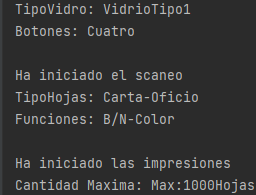 TipoVidro: VidrioTipo1
Botones: Cuatro
Ha iniciado el scaneo
TipoHojas: Carta-Oficio
Funciones: B/N-Color
Ha iniciado las impresiones
Cantidad Maxima: Max:1000Hojas